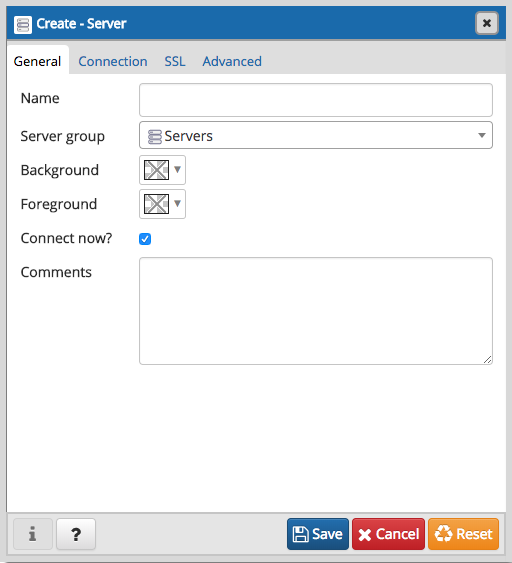 Create - Server
General Connection SSL Advanced
Name
Server group Servers
Background
Foreground
Connect now?
Comments
i ? Save Cancel Reset